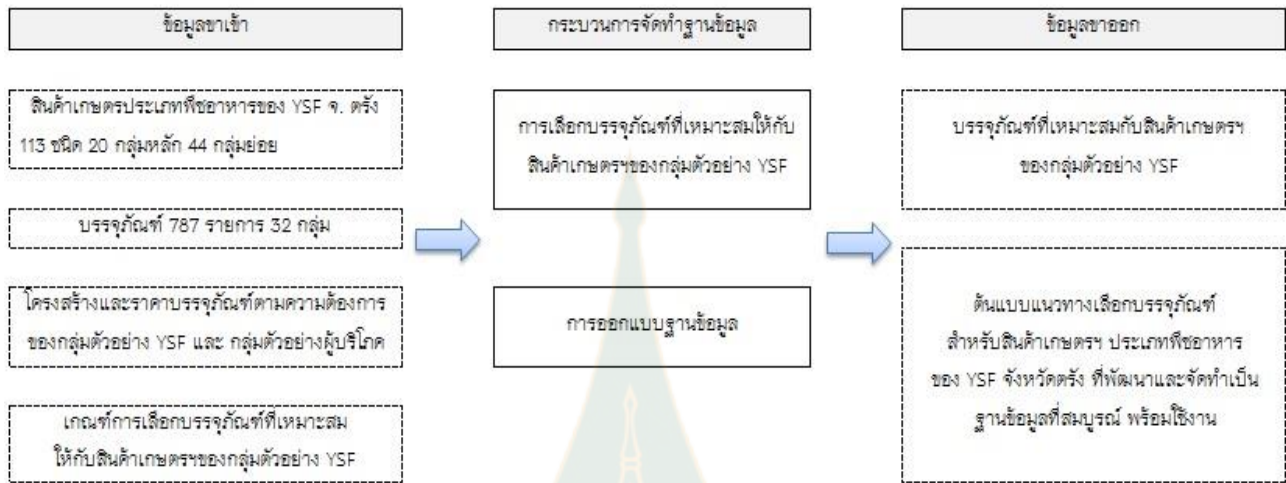 ข้อมูลขาเข้า
สินค้าเกษตรประเภทพืชอาหารของ YSF จ. ตรัง
113 ชนิด 20 กลุ่มหลัก 44 กลุ่มย่อย
บรรจุภัณฑ์ 787 รายการ 32 กลุ่ม
โครงสร้างและราคาบรรจุภัณฑ์ตามความต้องการ
ของกลุ่มตัวอย่าง YSF และ กลุ่มตัวอย่างผู้บริโภค
เกณฑ์การเลือกบรรจุภัณฑ์ที่เหมาะสม
ให้กับสินค้าเกษตรฯของกลุ่มตัวอย่าง YSF
กระบวนการจัดทำฐานข้อมูล
การเลือกบรรจุภัณฑ์ที่เหมาะสมให้กับ
สินค้าเกษตรฯของกลุ่มตัวอย่าง YSF
การออกแบบฐานข้อมูล
ข้อมูลขาออก
บรรจุภัณฑ์ที่เหมาะสมกับสินค้าเกษตรฯ
ของกลุ่มตัวอย่าง YSF
ต้นแบบแนวทางเลือกบรรจุภัณฑ์
สำหรับสินค้าเกษตรฯ ประเภทพืชอาหาร
ของ YSF จังหวัดตรัง ที่พัฒนาและจัดทำเป็น
ฐานข้อมูลที่สมบูรณ์ พร้อมใช้งาน